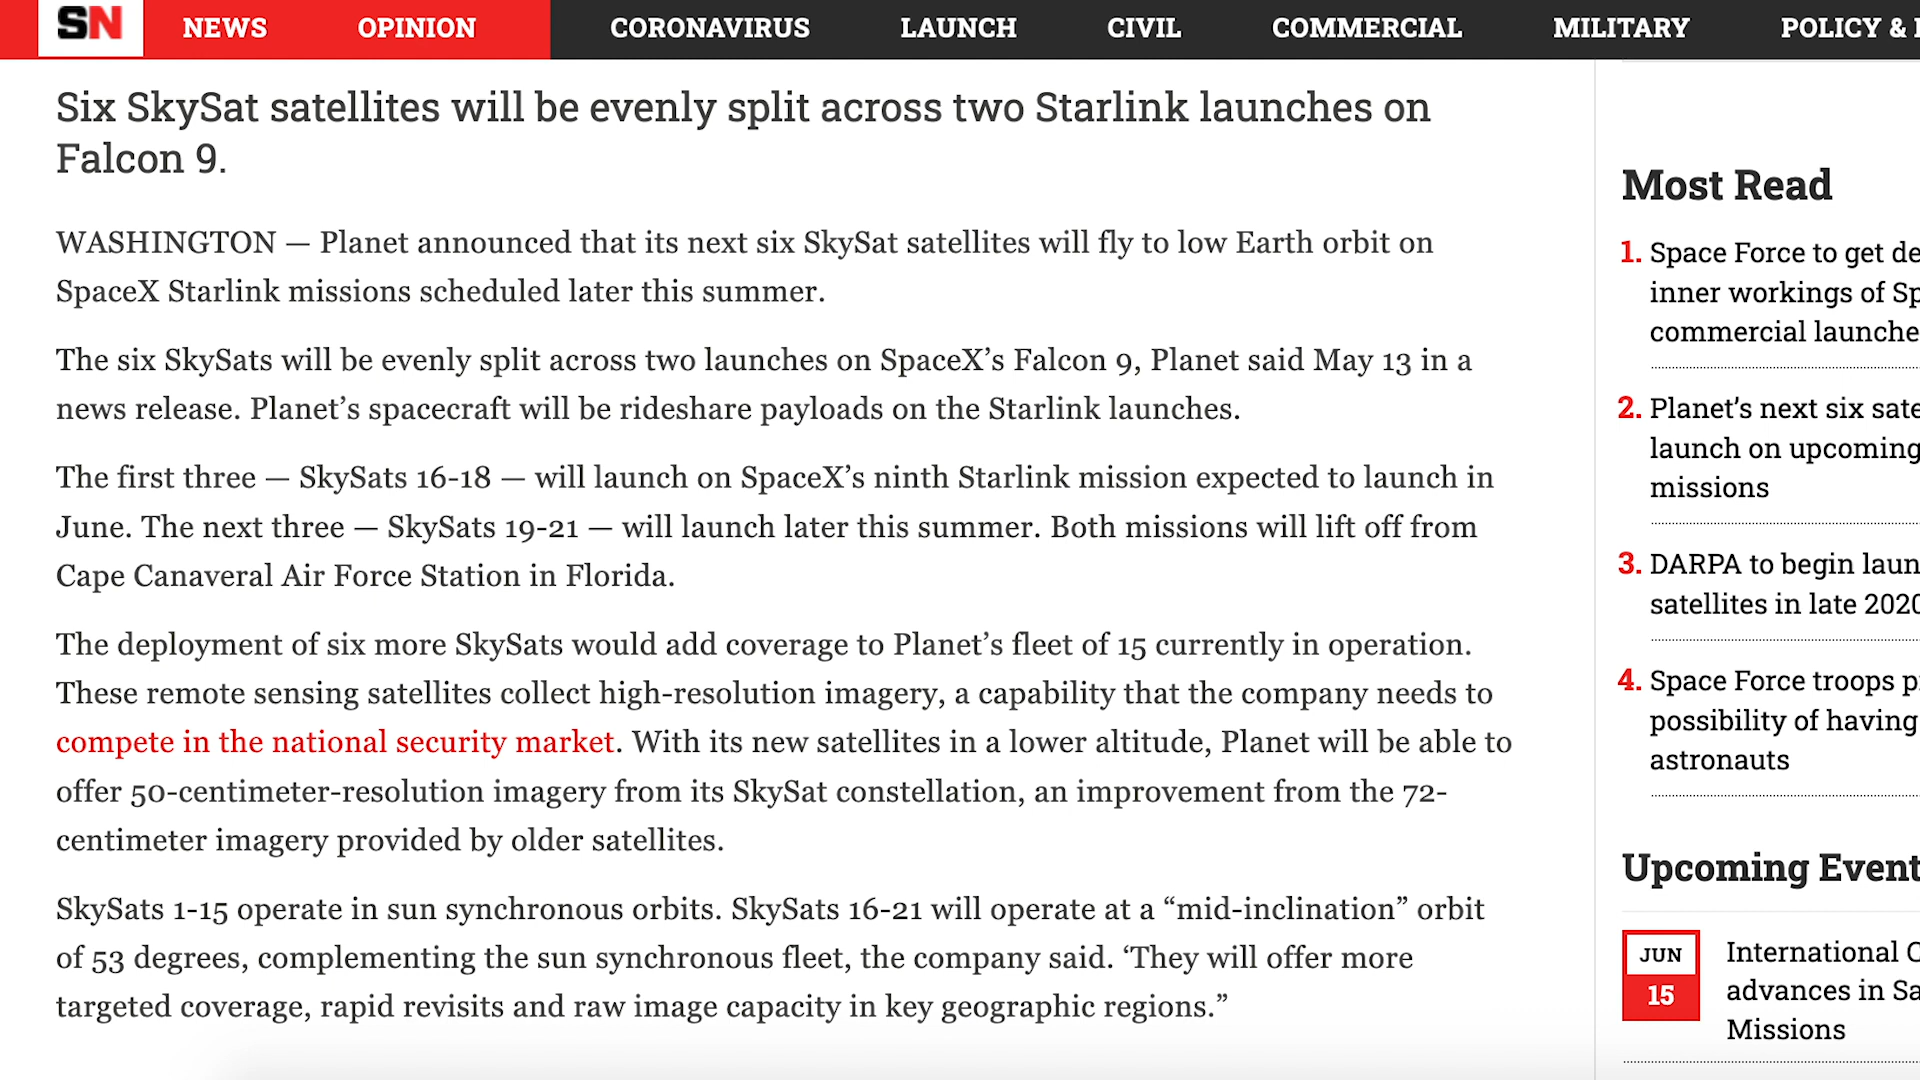 SN NEWS OPINION CORONAVIRUS LAUNCH CIVIL COMMERCIAL MILITARY POLICY &
Six SkySat satellites will be evenly split across two Starlink launches on
Falcon 9.
WASHINGTON — Planet announced that its next six SkySat satellites will fly to low Earth orbit on
SpaceX Starlink missions scheduled later this summer.
The six SkySats will be evenly split across two launches on SpaceX’s Falcon 9, Planet said May 13 in a
news release. Planet’s spacecraft will be rideshare payloads on the Starlink launches.
The first three — SkySats 16-18 — will launch on SpaceX’s ninth Starlink mission expected to launch in
June. The next three — SkySats 19-21 — will launch later this summer. Both missions will lift off from
Cape Canaveral Air Force Station in Florida.
The deployment of six more SkySats would add coverage to Planet’s fleet of 15 currently in operation.
These remote sensing satellites collect high-resolution imagery, a capability that the company needs to
compete in the national security market. With its new satellites in a lower altitude, Planet will be able to
offer 50-centimeter-resolution imagery from its SkySat constellation, an improvement from the 72-
centimeter imagery provided by older satellites.
SkySats 1-15 operate in sun synchronous orbits. SkySats 16-21 will operate at a “mid-inclination” orbit
of 53 degrees, complementing the sun synchronous fleet, the company said. ‘They will offer more
targeted coverage, rapid revisits and raw image capacity in key geographic regions.”
Most Read
1. Space Force to get de
inner workings of Sp
commercial launche
2. Planet’s next six sate
launch on upcoming
missions
3. DARPA to begin laun
satellites in late 2020
4. Space Force troops p
possibility of having
astronauts
Upcoming Event
JUN
15
International C
advances in Sa
Missions